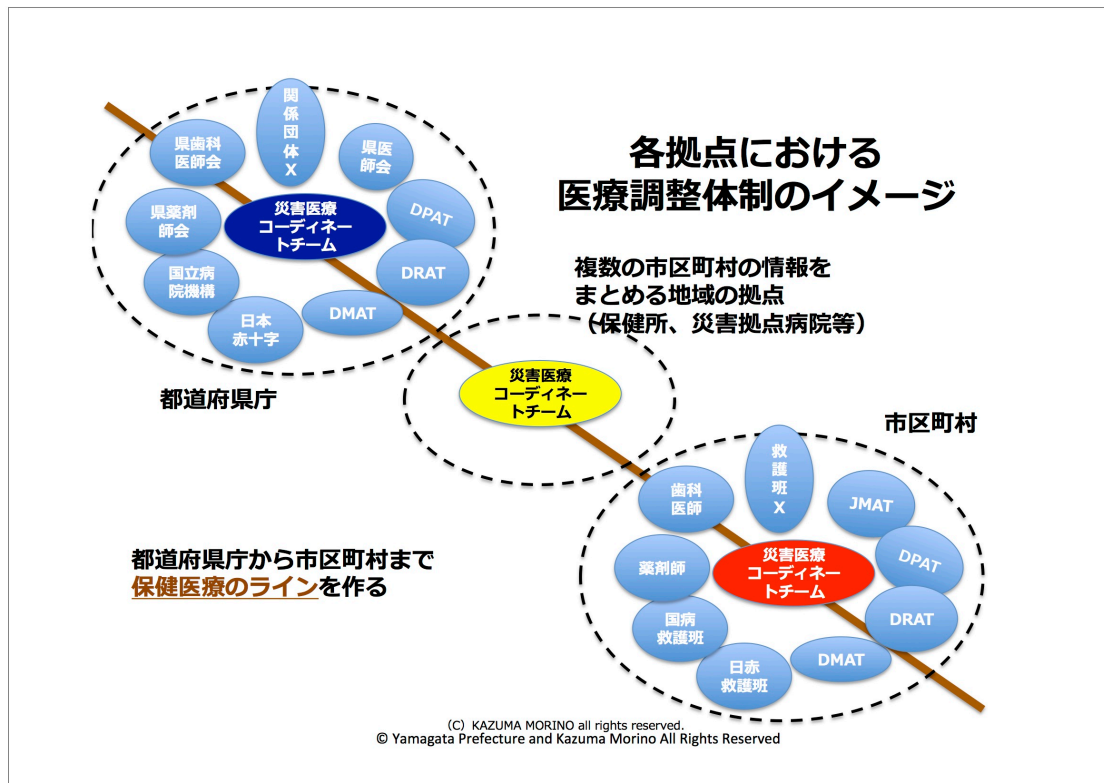 各拠点における
医療調整体制のイメージ
関
係
団
体
X
県歯科
医師会
県医
師会
県薬剤
師会
災害医療
コーディネー
トチーム
DPAT
国立病
院機構
DRAT
日本
赤十字
DMAT
都道府県庁
複数の市区町村の情報を
まとめる地域の拠点
（保健所、災害拠点病院等）
災害医療
コーディネー
トチーム
市区町村
救
護
班
X
歯科
医師
JMAT
薬剤師
災害医療
コーディネー
トチーム
DPAT
国病
救護班
DRAT
日赤
救護班
DMAT
都道府県庁から市区町村まで
保健医療のラインを作る
（C）KAZUMA MORINO all rights reserved.
© Yamagata Prefecture and Kazuma Morino All Rights Reserved